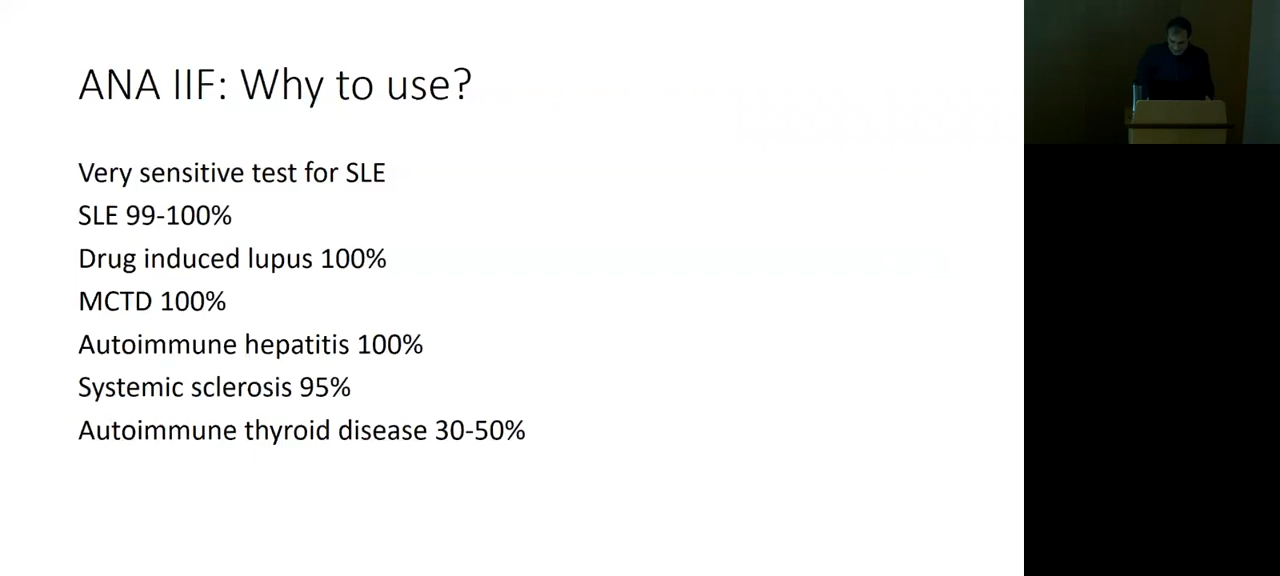 ANA IIF: Why to use?
Very sensitive test for SLE
SLE 99-100%
Drug induced lupus 100%
MCTD 100%
Autoimmune hepatitis 100%
Systemic sclerosis 95%
Autoimmune thyroid disease 30-50%